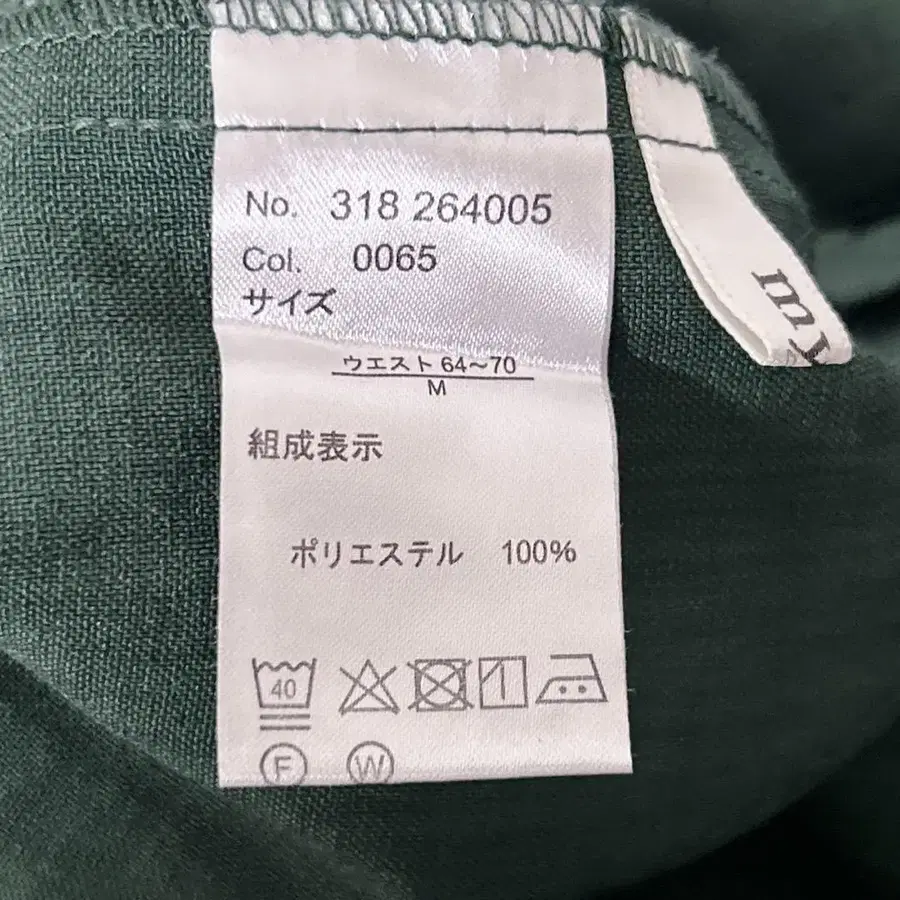 No. 318 264005
Col. 0065
サイズ
ウエスト 64～70
M
組成表示
ポリエステル 100%
40
F W
my